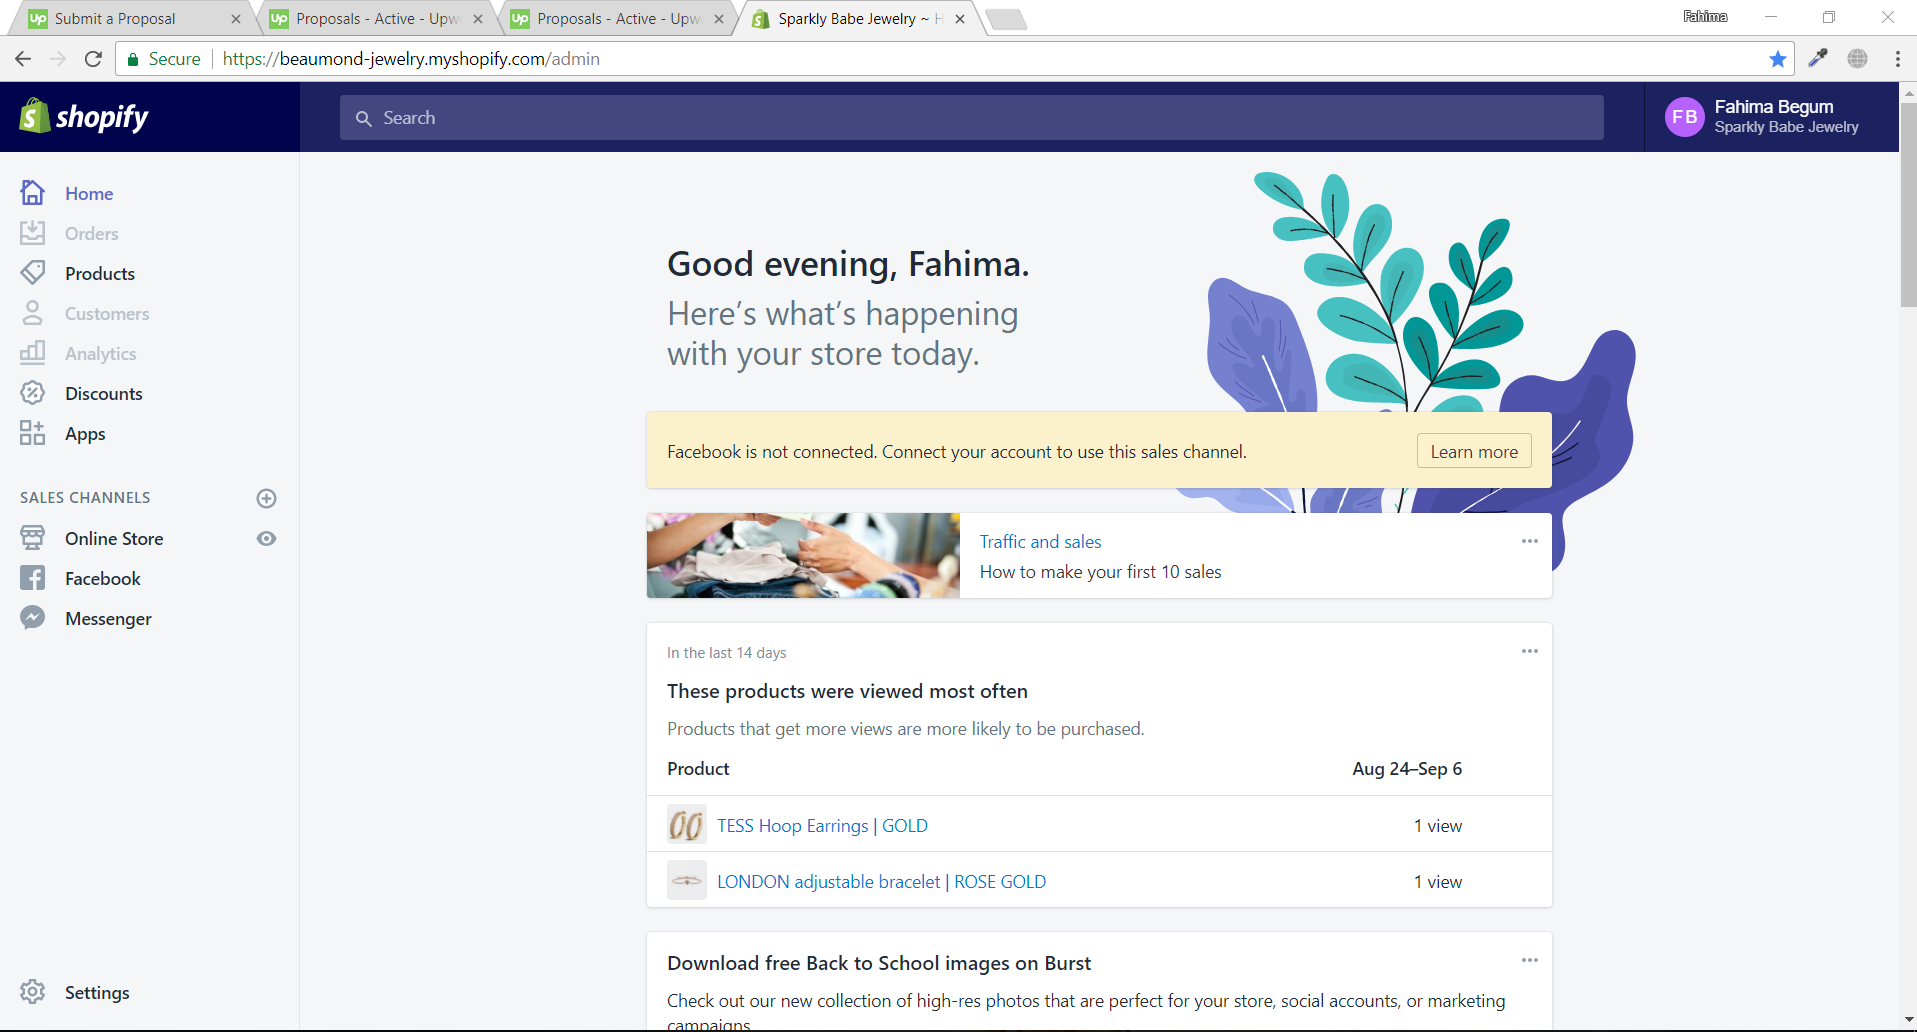 Submit a Proposal
Proposals - Active - Upw
Proposals - Active - Upw
Sparkly Babe Jewelry ~
Fahima
Secure
https://beaumond-jewelry.myshopify.com/admin
shopify
Search
FB
Fahima Begum
Sparkly Babe Jewelry
Home
Orders
Products
Customers
Analytics
Discounts
Apps
SALES CHANNELS
Online Store
Facebook
Messenger
Settings
Good evening, Fahima.
Here’s what’s happening
with your store today.
Facebook is not connected. Connect your account to use this sales channel.
Learn more
Traffic and sales
How to make your first 10 sales
In the last 14 days
These products were viewed most often
Products that get more views are more likely to be purchased.
Product Aug 24–Sep 6
TESS Hoop Earrings | GOLD 1 view
LONDON adjustable bracelet | ROSE GOLD 1 view
Download free Back to School images on Burst
Check out our new collection of high-res photos that are perfect for your store, social accounts, or marketing
campaigns